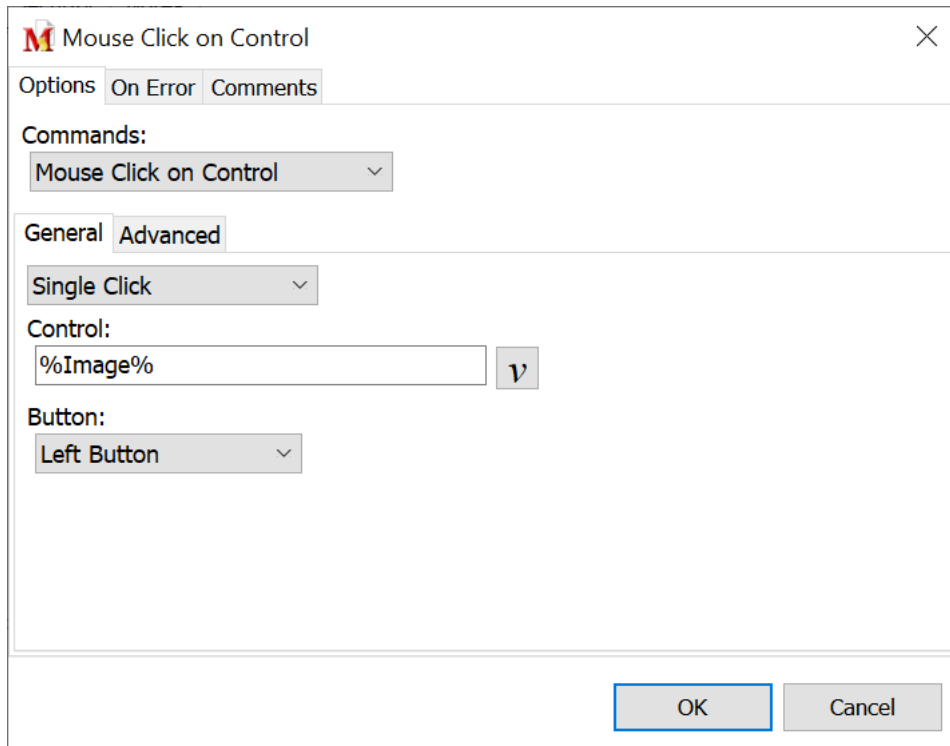 Mouse Click on Control
Options On Error Comments
Commands:
Mouse Click on Control
General Advanced
Single Click
Control:
%Image%
v
Button:
Left Button
OK Cancel